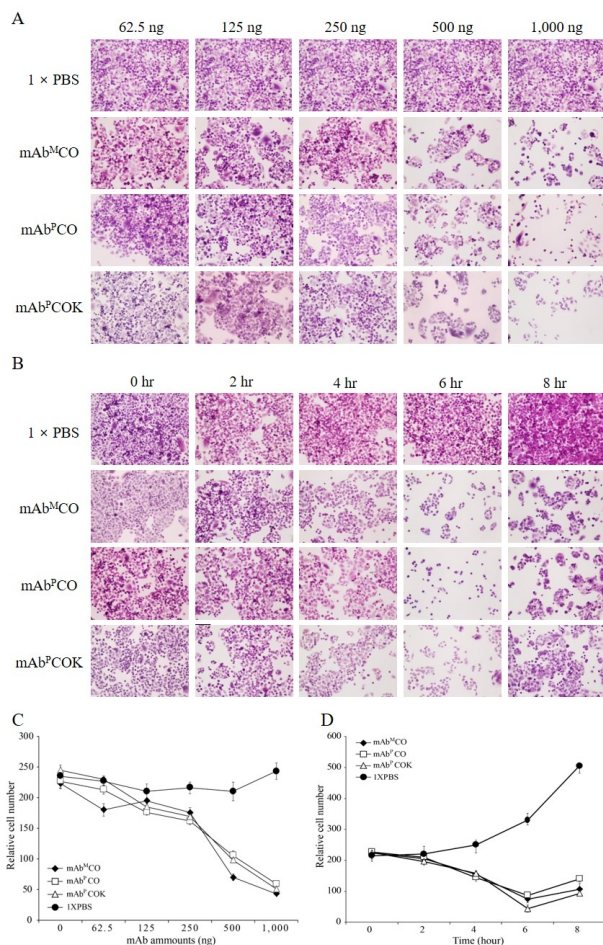 A
62.5 ng 125 ng 250 ng 500 ng 1,000 ng
1 × PBS
mAbᴹCO
mAbᴾCO
mAbᴾCOK
B
0 hr 2 hr 4 hr 6 hr 8 hr
1 × PBS
mAbᴹCO
mAbᴾCO
mAbᴾCOK
C
300
250
200
150
100
50
0
Relative cell number
mAbᴹCO
mAbᴾCO
mAbᴾCOK
1XPBS
0 62.5 125 250 500 1,000
mAb ammounts (ng)
D
600
500
400
300
200
100
0
Relative cell number
mAbᴹCO
mAbᴾCO
mAbᴾCOK
1XPBS
0 2 4 6 8
Time (hour)